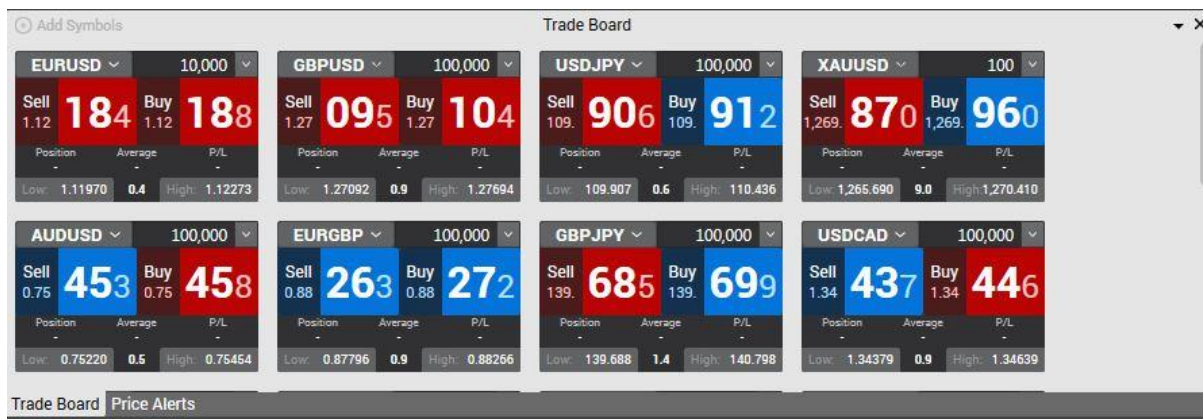 Add Symbols
Trade Board
EURUSD 10,000
Sell 1.12 184 Buy 1.12 188
Position Average P/L
- - -
Low: 1.11970 0.4 High: 1.12273
GBPUSD 100,000
Sell 1.27 095 Buy 1.27 104
Position Average P/L
- - -
Low: 1.27092 0.9 High: 1.27694
USDJPY 100,000
Sell 109. 906 Buy 109. 912
Position Average P/L
- - -
Low: 109.907 0.6 High: 110.436
XAUUSD 100
Sell 1,269. 870 Buy 1,269. 960
Position Average P/L
- - -
Low: 1,265.690 9.0 High: 1,270.410
AUDUSD 100,000
Sell 0.75 453 Buy 0.75 458
Position Average P/L
- - -
Low: 0.75220 0.5 High: 0.75454
EURGBP 100,000
Sell 0.88 263 Buy 0.88 272
Position Average P/L
- - -
Low: 0.87796 0.9 High: 0.88266
GBPJPY 100,000
Sell 139. 685 Buy 139. 699
Position Average P/L
- - -
Low: 139.688 1.4 High: 140.798
USDCAD 100,000
Sell 1.34 437 Buy 1.34 446
Position Average P/L
- - -
Low: 1.34379 0.9 High: 1.34639
Trade Board Price Alerts